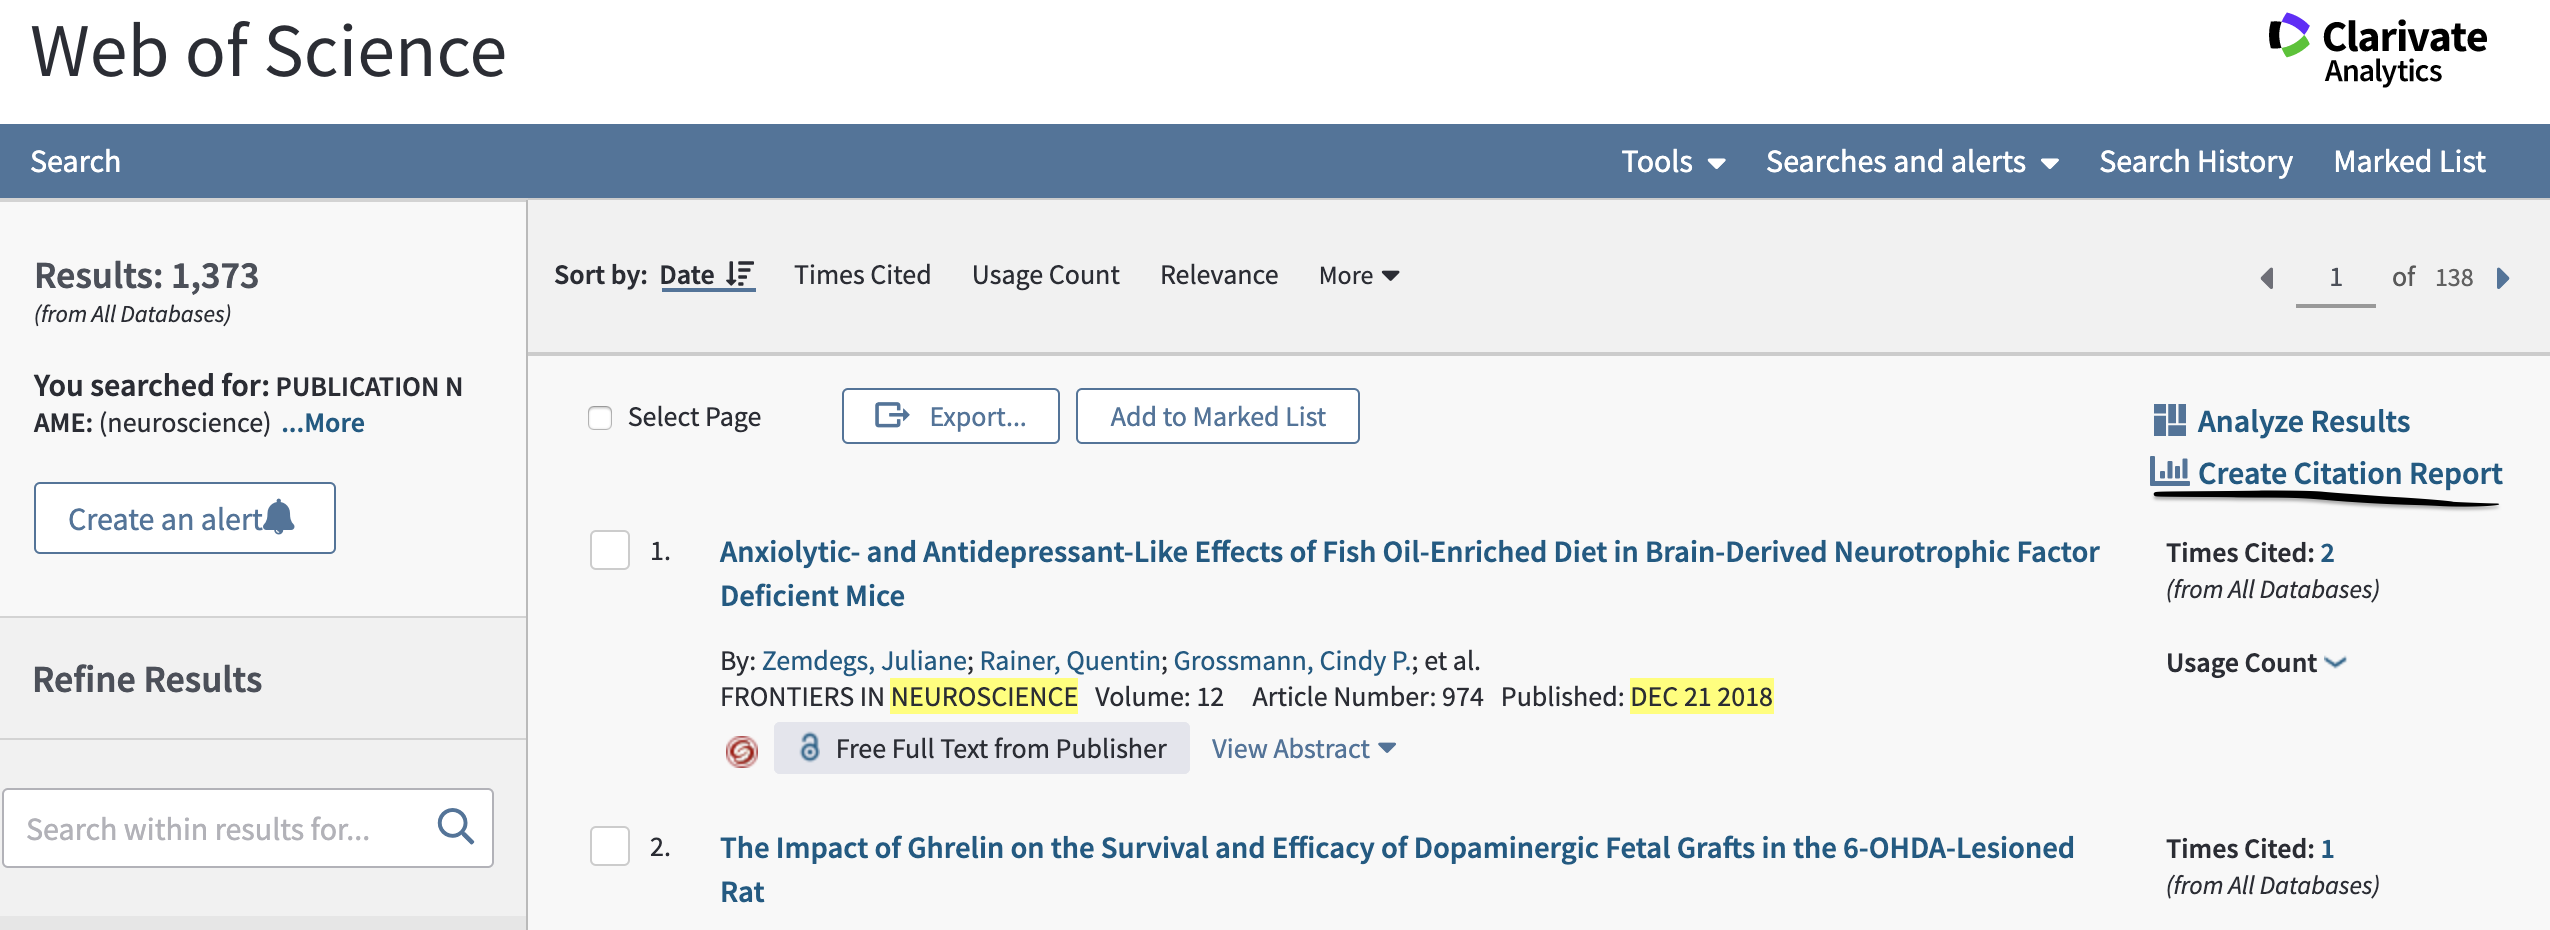 Web of Science
Clarivate
Analytics
Search
Tools
Searches and alerts
Search History
Marked List
Results: 1,373
(from All Databases)
You searched for: PUBLICATION N
AME: (neuroscience) ...More
Create an alert
Refine Results
Search within results for...
Sort by: Date Times Cited Usage Count Relevance More
1 of 138
Select Page
Export...
Add to Marked List
Analyze Results
Create Citation Report
1. Anxiolytic- and Antidepressant-Like Effects of Fish Oil-Enriched Diet in Brain-Derived Neurotrophic Factor
Deficient Mice
By: Zemdegs, Juliane; Rainer, Quentin; Grossmann, Cindy P.; et al.
FRONTIERS IN NEUROSCIENCE Volume: 12 Article Number: 974 Published: DEC 21 2018
Free Full Text from Publisher
View Abstract
Times Cited: 2
(from All Databases)
Usage Count
2. The Impact of Ghrelin on the Survival and Efficacy of Dopaminergic Fetal Grafts in the 6-OHDA-Lesioned
Rat
Times Cited: 1
(from All Databases)